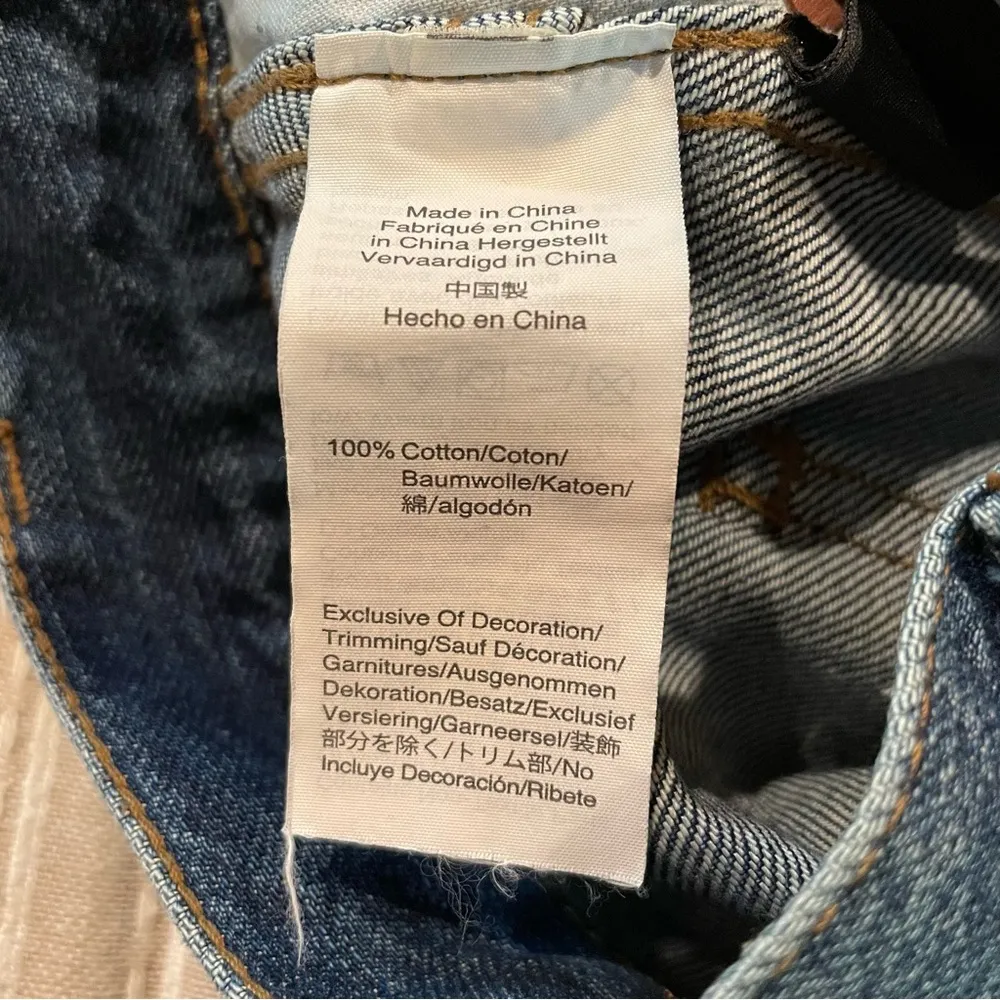 Made in China
Fabriqué en Chine
in China Hergestellt
Vervaardigd in China
中国製
Hecho en China
100% Cotton/Coton/
Baumwolle/Katoen/
綿/algodón
Exclusive Of Decoration/
Trimming/Sauf Décoration/
Garnitures/Ausgenommen
Dekoration/Besatz/Exclusief
Versiering/Garneersel/装飾
部分を除く/トリム部/No
Incluye Decoración/Ribete